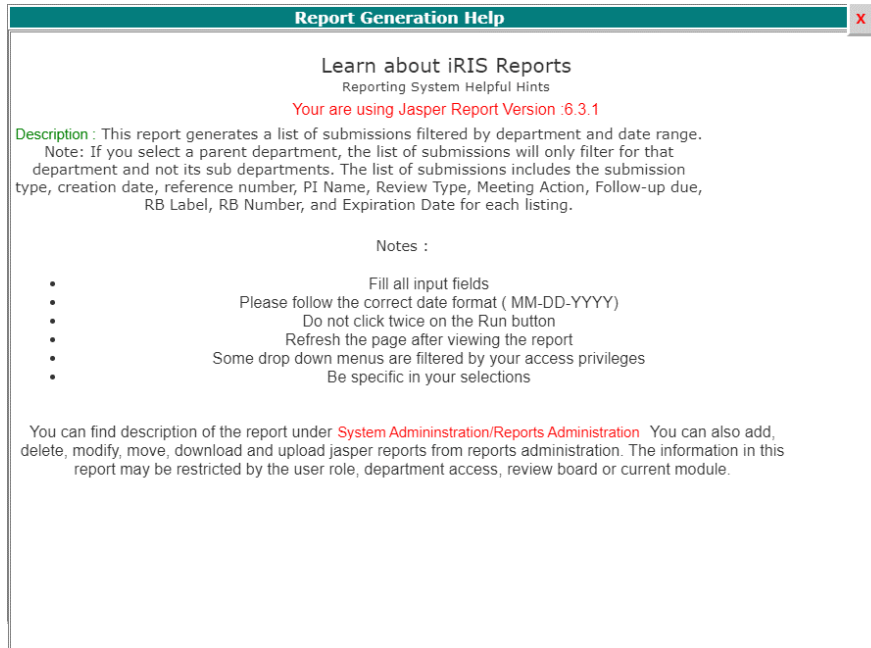 Report Generation Help
X
Learn about iRIS Reports
Reporting System Helpful Hints
Your are using Jasper Report Version :6.3.1
Description : This report generates a list of submissions filtered by department and date range.
Note: If you select a parent department, the list of submissions will only filter for that
department and not its sub departments. The list of submissions includes the submission
type, creation date, reference number, PI Name, Review Type, Meeting Action, Follow-up due,
RB Label, RB Number, and Expiration Date for each listing.
Notes :
• Fill all input fields
• Please follow the correct date format ( MM-DD-YYYY)
• Do not click twice on the Run button
• Refresh the page after viewing the report
• Some drop down menus are filtered by your access privileges
• Be specific in your selections
You can find description of the report under System Admininstration/Reports Administration You can also add,
delete, modify, move, download and upload jasper reports from reports administration. The information in this
report may be restricted by the user role, department access, review board or current module.